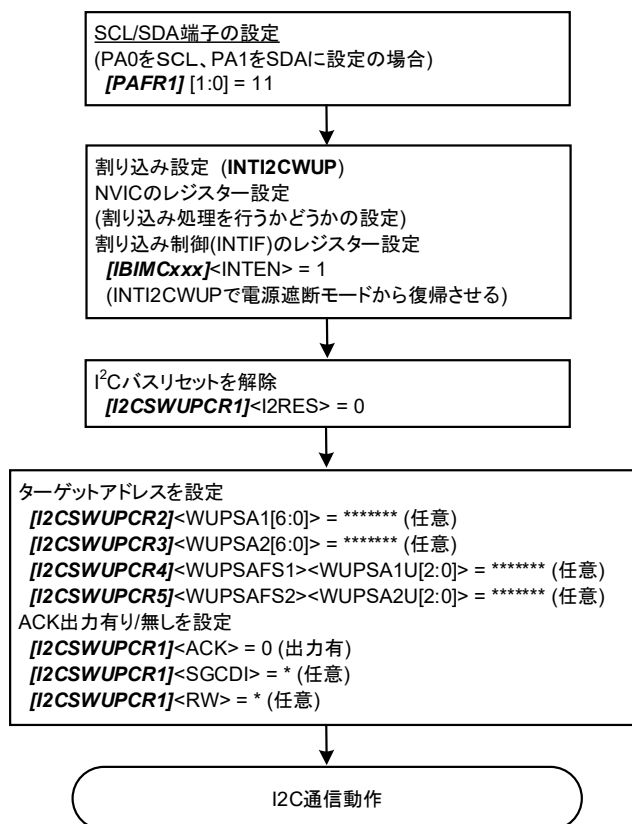 SCL/SDA端子の設定
(PA0をSCL、PA1をSDAに設定の場合)
[PAFR1] [1:0] = 11
割り込み設定 (INTI2CWUP)
NVICのレジスター設定
(割り込み処理を行うかどうかの設定)
割り込み制御(INTIF)のレジスター設定
[IBIMCxxx]<INTEN> = 1
(INTI2CWUPで電源遮断モードから復帰させる)
I²Cバスリセットを解除
[I2CSWUPCR1]<I2RES> = 0
ターゲットアドレスを設定
[I2CSWUPCR2]<WUPSA1[6:0]> = ******* (任意)
[I2CSWUPCR3]<WUPSA2[6:0]> = ******* (任意)
[I2CSWUPCR4]<WUPSAFS1><WUPSA1U[2:0]> = ******* (任意)
[I2CSWUPCR5]<WUPSAFS2><WUPSA2U[2:0]> = ******* (任意)
ACK出力有り/無しを設定
[I2CSWUPCR1]<ACK> = 0 (出力有)
[I2CSWUPCR1]<SGCDI> = * (任意)
[I2CSWUPCR1]<RW> = * (任意)
I2C通信動作